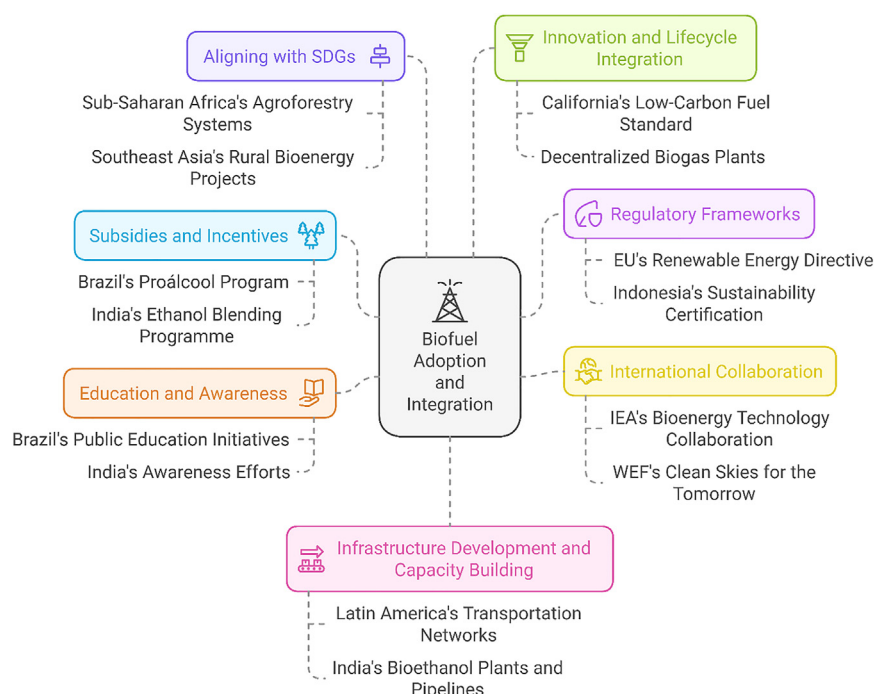 Aligning with SDGs
Sub-Saharan Africa's Agroforestry
Systems
Southeast Asia's Rural Bioenergy
Projects
Innovation and Lifecycle
Integration
California's Low-Carbon Fuel
Standard
Decentralized Biogas Plants
Subsidies and Incentives
Brazil's Proálcool Program
India's Ethanol Blending
Programme
Regulatory Frameworks
EU's Renewable Energy Directive
Indonesia's Sustainability
Certification
Biofuel
Adoption
and
Integration
Education and Awareness
Brazil's Public Education Initiatives
India's Awareness Efforts
International Collaboration
IEA's Bioenergy Technology
Collaboration
WEF's Clean Skies for the
Tomorrow
Infrastructure Development and
Capacity Building
Latin America's Transportation
Networks
India's Bioethanol Plants and
Pipelines